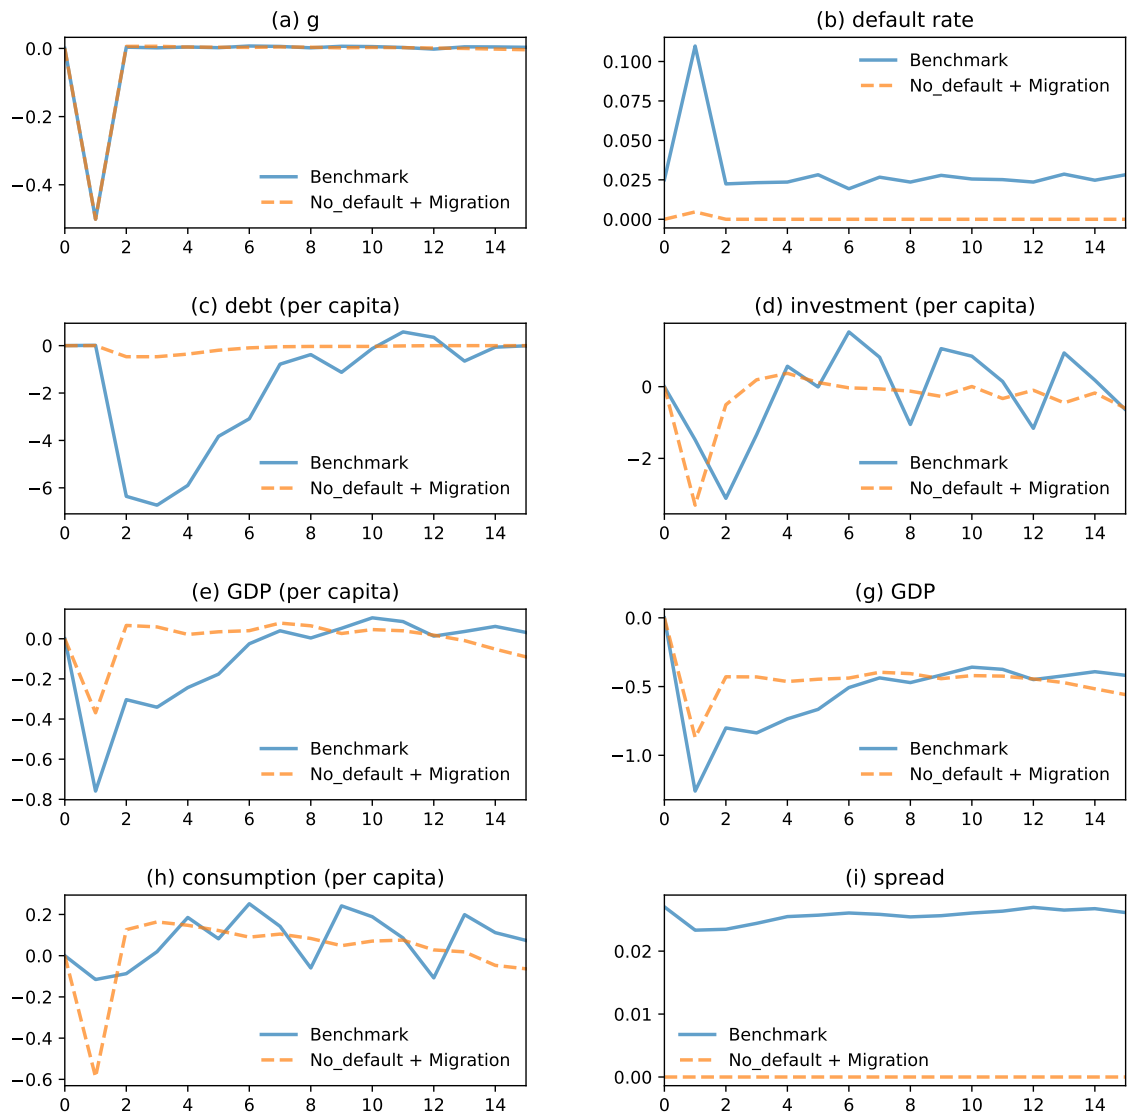 (a) g
0.0
−0.2
−0.4
Benchmark
No_default + Migration
0 2 4 6 8 10 12 14
(b) default rate
0.100
0.075
0.050
0.025
0.000
Benchmark
No_default + Migration
0 2 4 6 8 10 12 14
(c) debt (per capita)
0
−2
−4
−6
Benchmark
No_default + Migration
0 2 4 6 8 10 12 14
(d) investment (per capita)
0
−2
Benchmark
No_default + Migration
0 2 4 6 8 10 12 14
(e) GDP (per capita)
0.0
−0.2
−0.4
−0.6
−0.8
Benchmark
No_default + Migration
0 2 4 6 8 10 12 14
(g) GDP
0.0
−0.5
−1.0
Benchmark
No_default + Migration
0 2 4 6 8 10 12 14
(h) consumption (per capita)
0.2
0.0
−0.2
−0.4
−0.6
Benchmark
No_default + Migration
0 2 4 6 8 10 12 14
(i) spread
0.02
0.01
0.00
Benchmark
No_default + Migration
0 2 4 6 8 10 12 14